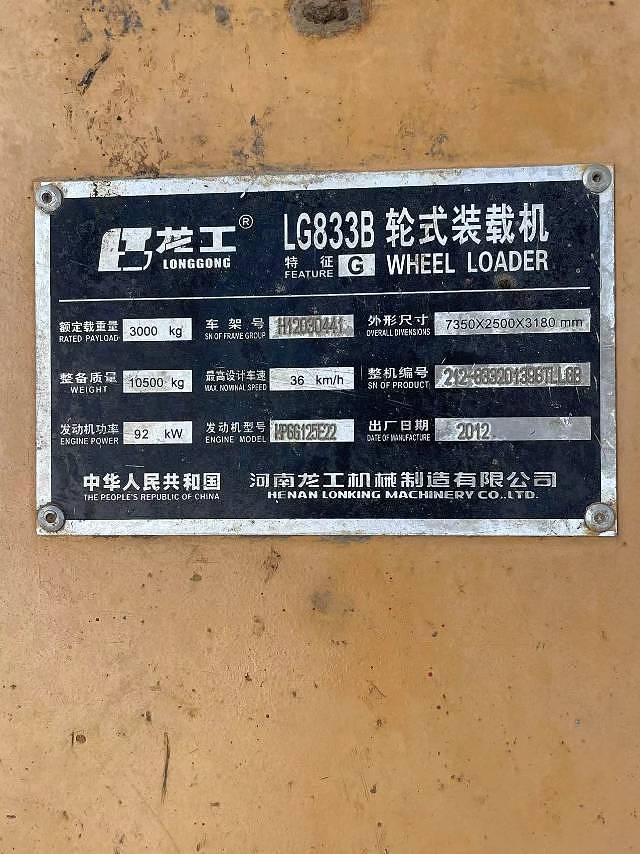 龙工®
LONGGONG
LG833B 轮式装载机
特征 G WHEEL LOADER
FEATURE
额定载重量 3000 kg 车架号 H12030441 外形尺寸 7350X2500X3180 mm
RATED PAYLOAD SN OF FRAME GROUP OVERALL DIMENSIONS
整备质量 10500 kg 最高设计车速 36 km/h 整机编号
WEIGHT MAX. NOMINAL SPEED SN OF PRODUCT
发动机功率 92 kW 发动机型号 出厂日期 2012
ENGINE POWER ENGINE MODEL DATE OF MANUFACTURE
中华人民共和国 河南龙工机械制造有限公司
THE PEOPLE'S REPUBLIC OF CHINA HENAN LONKING MACHINERY CO.,LTD.